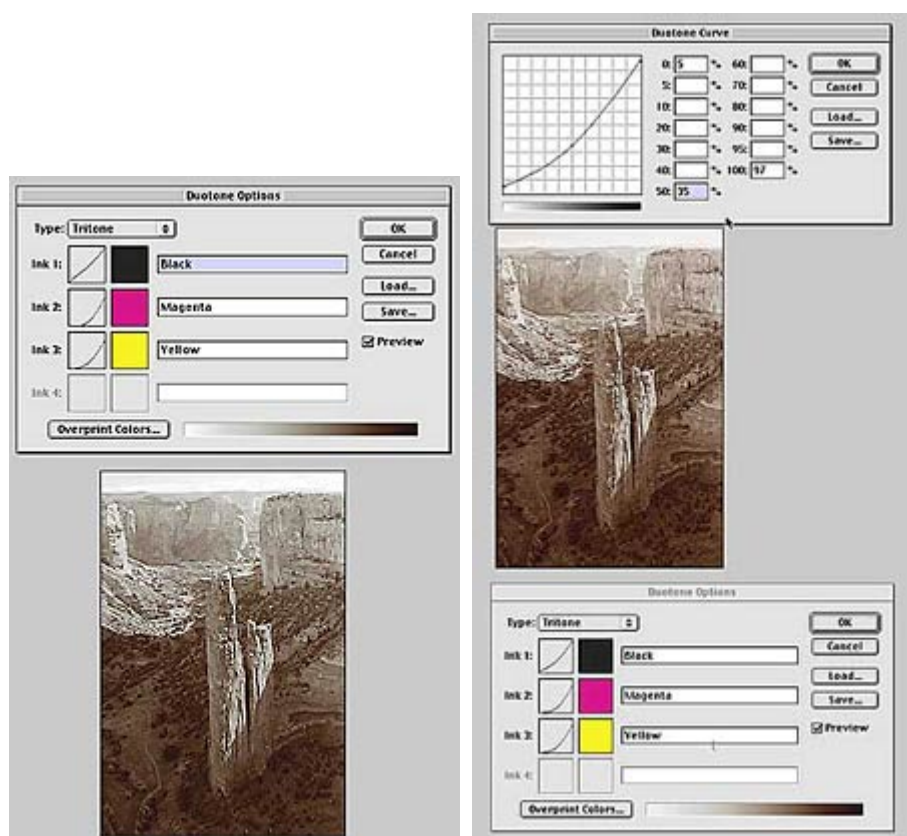 Duotone Options
Type: Tritone
OK
Ink 1: Black
Cancel
Load...
Ink 2: Magenta
Save...
Ink 3: Yellow
Preview
Ink 4:
Overprint Colors...
Duotone Curve
0: 5 % 60: % OK
5: % 70: % Cancel
10: % 80: %
20: % 90: % Load...
30: % 95: % Save...
40: % 100: 97 %
50: 35 %
Duotone Options
Type: Tritone
OK
Ink 1: Black
Cancel
Load...
Ink 2: Magenta
Save...
Ink 3: Yellow
Preview
Ink 4:
Overprint Colors...